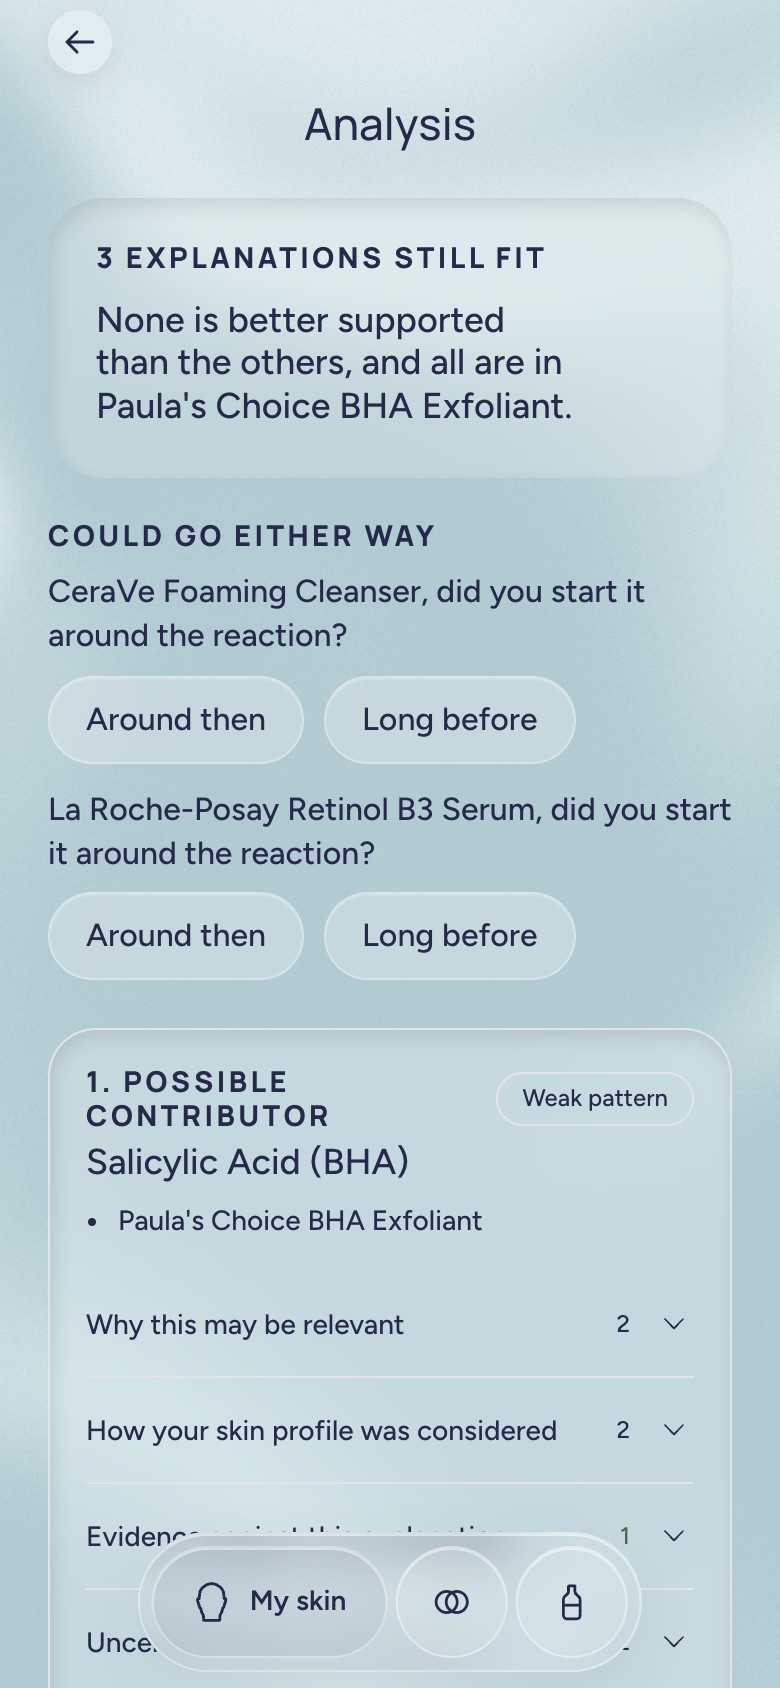 Analysis
3 EXPLANATIONS STILL FIT
None is better supported
than the others, and all are in
Paula's Choice BHA Exfoliant.
COULD GO EITHER WAY
CeraVe Foaming Cleanser, did you start it
around the reaction?
Around then
Long before
La Roche-Posay Retinol B3 Serum, did you start
it around the reaction?
Around then
Long before
1. POSSIBLE
CONTRIBUTOR
Weak pattern
Salicylic Acid (BHA)
• Paula's Choice BHA Exfoliant
Why this may be relevant 2
How your skin profile was considered 2
Evidence against this explanation 1
My skin